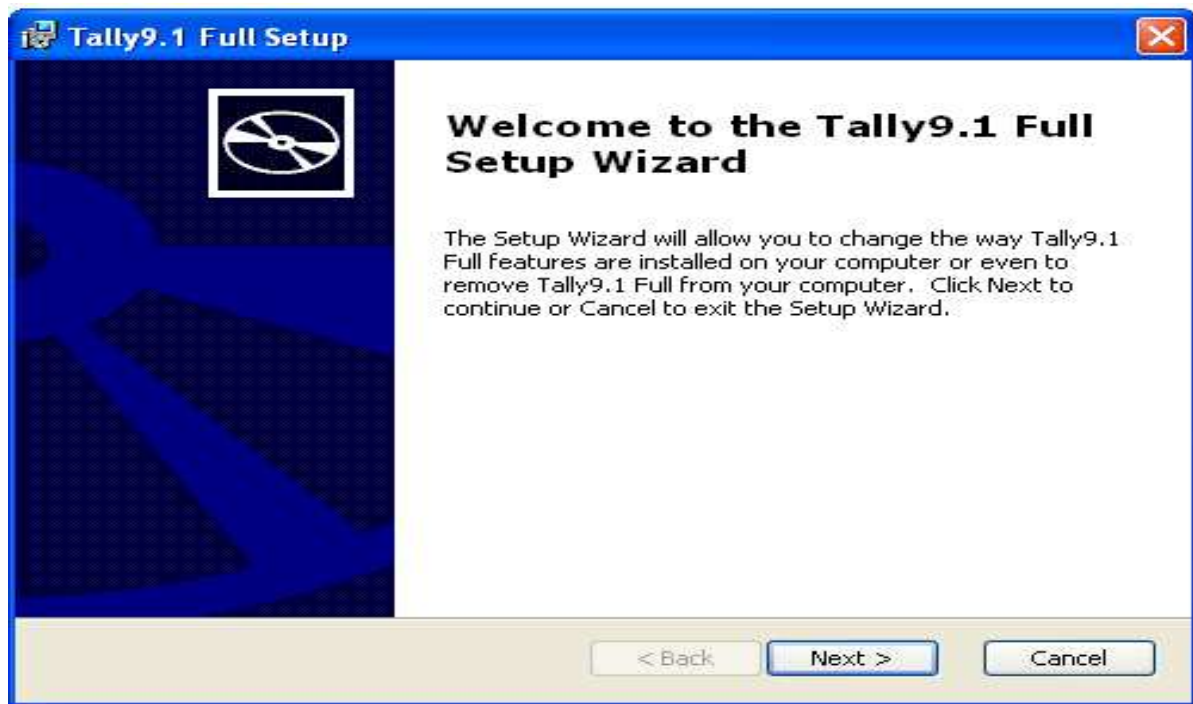 Tally9.1 Full Setup
Welcome to the Tally9.1 Full
Setup Wizard
The Setup Wizard will allow you to change the way Tally9.1
Full features are installed on your computer or even to
remove Tally9.1 Full from your computer.  Click Next to
continue or Cancel to exit the Setup Wizard.
< Back
Next >
Cancel